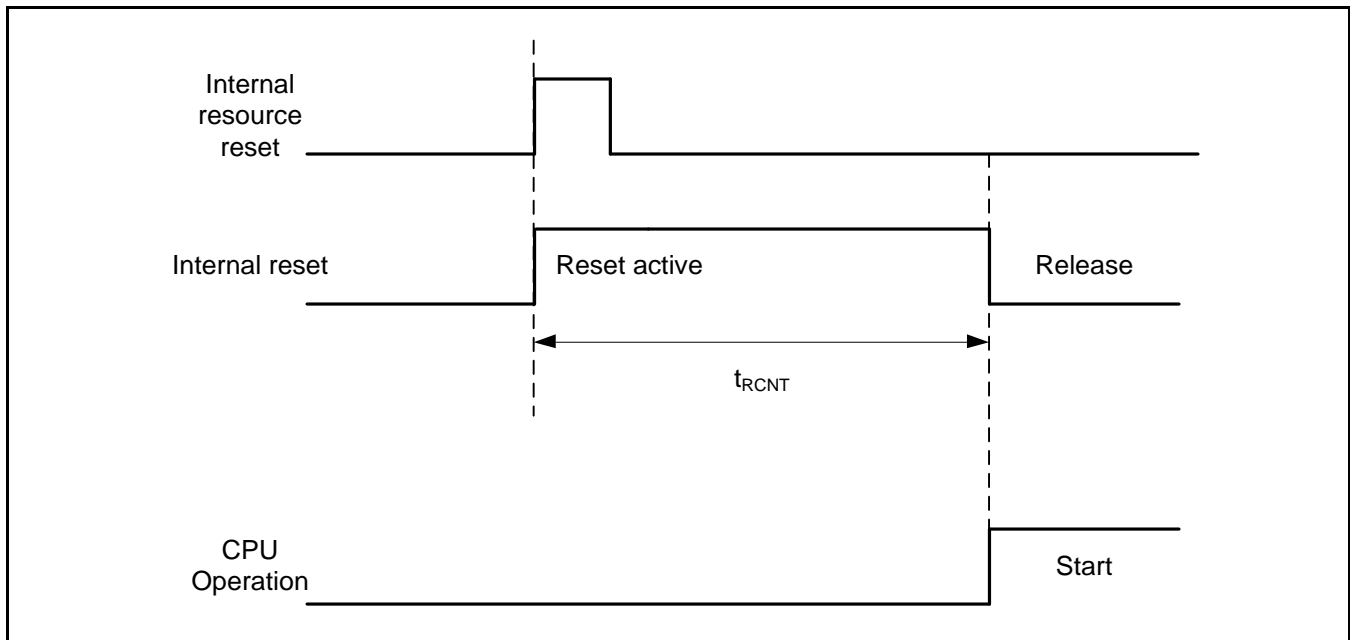 Internal
resource
reset
Internal reset
Reset active
Release
tRCNT
CPU
Operation
Start